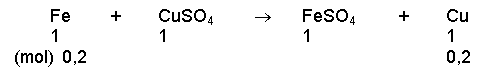 Fe + CuSO₄ → FeSO₄ + Cu
1 1 1 1
(mol) 0,2 0,2